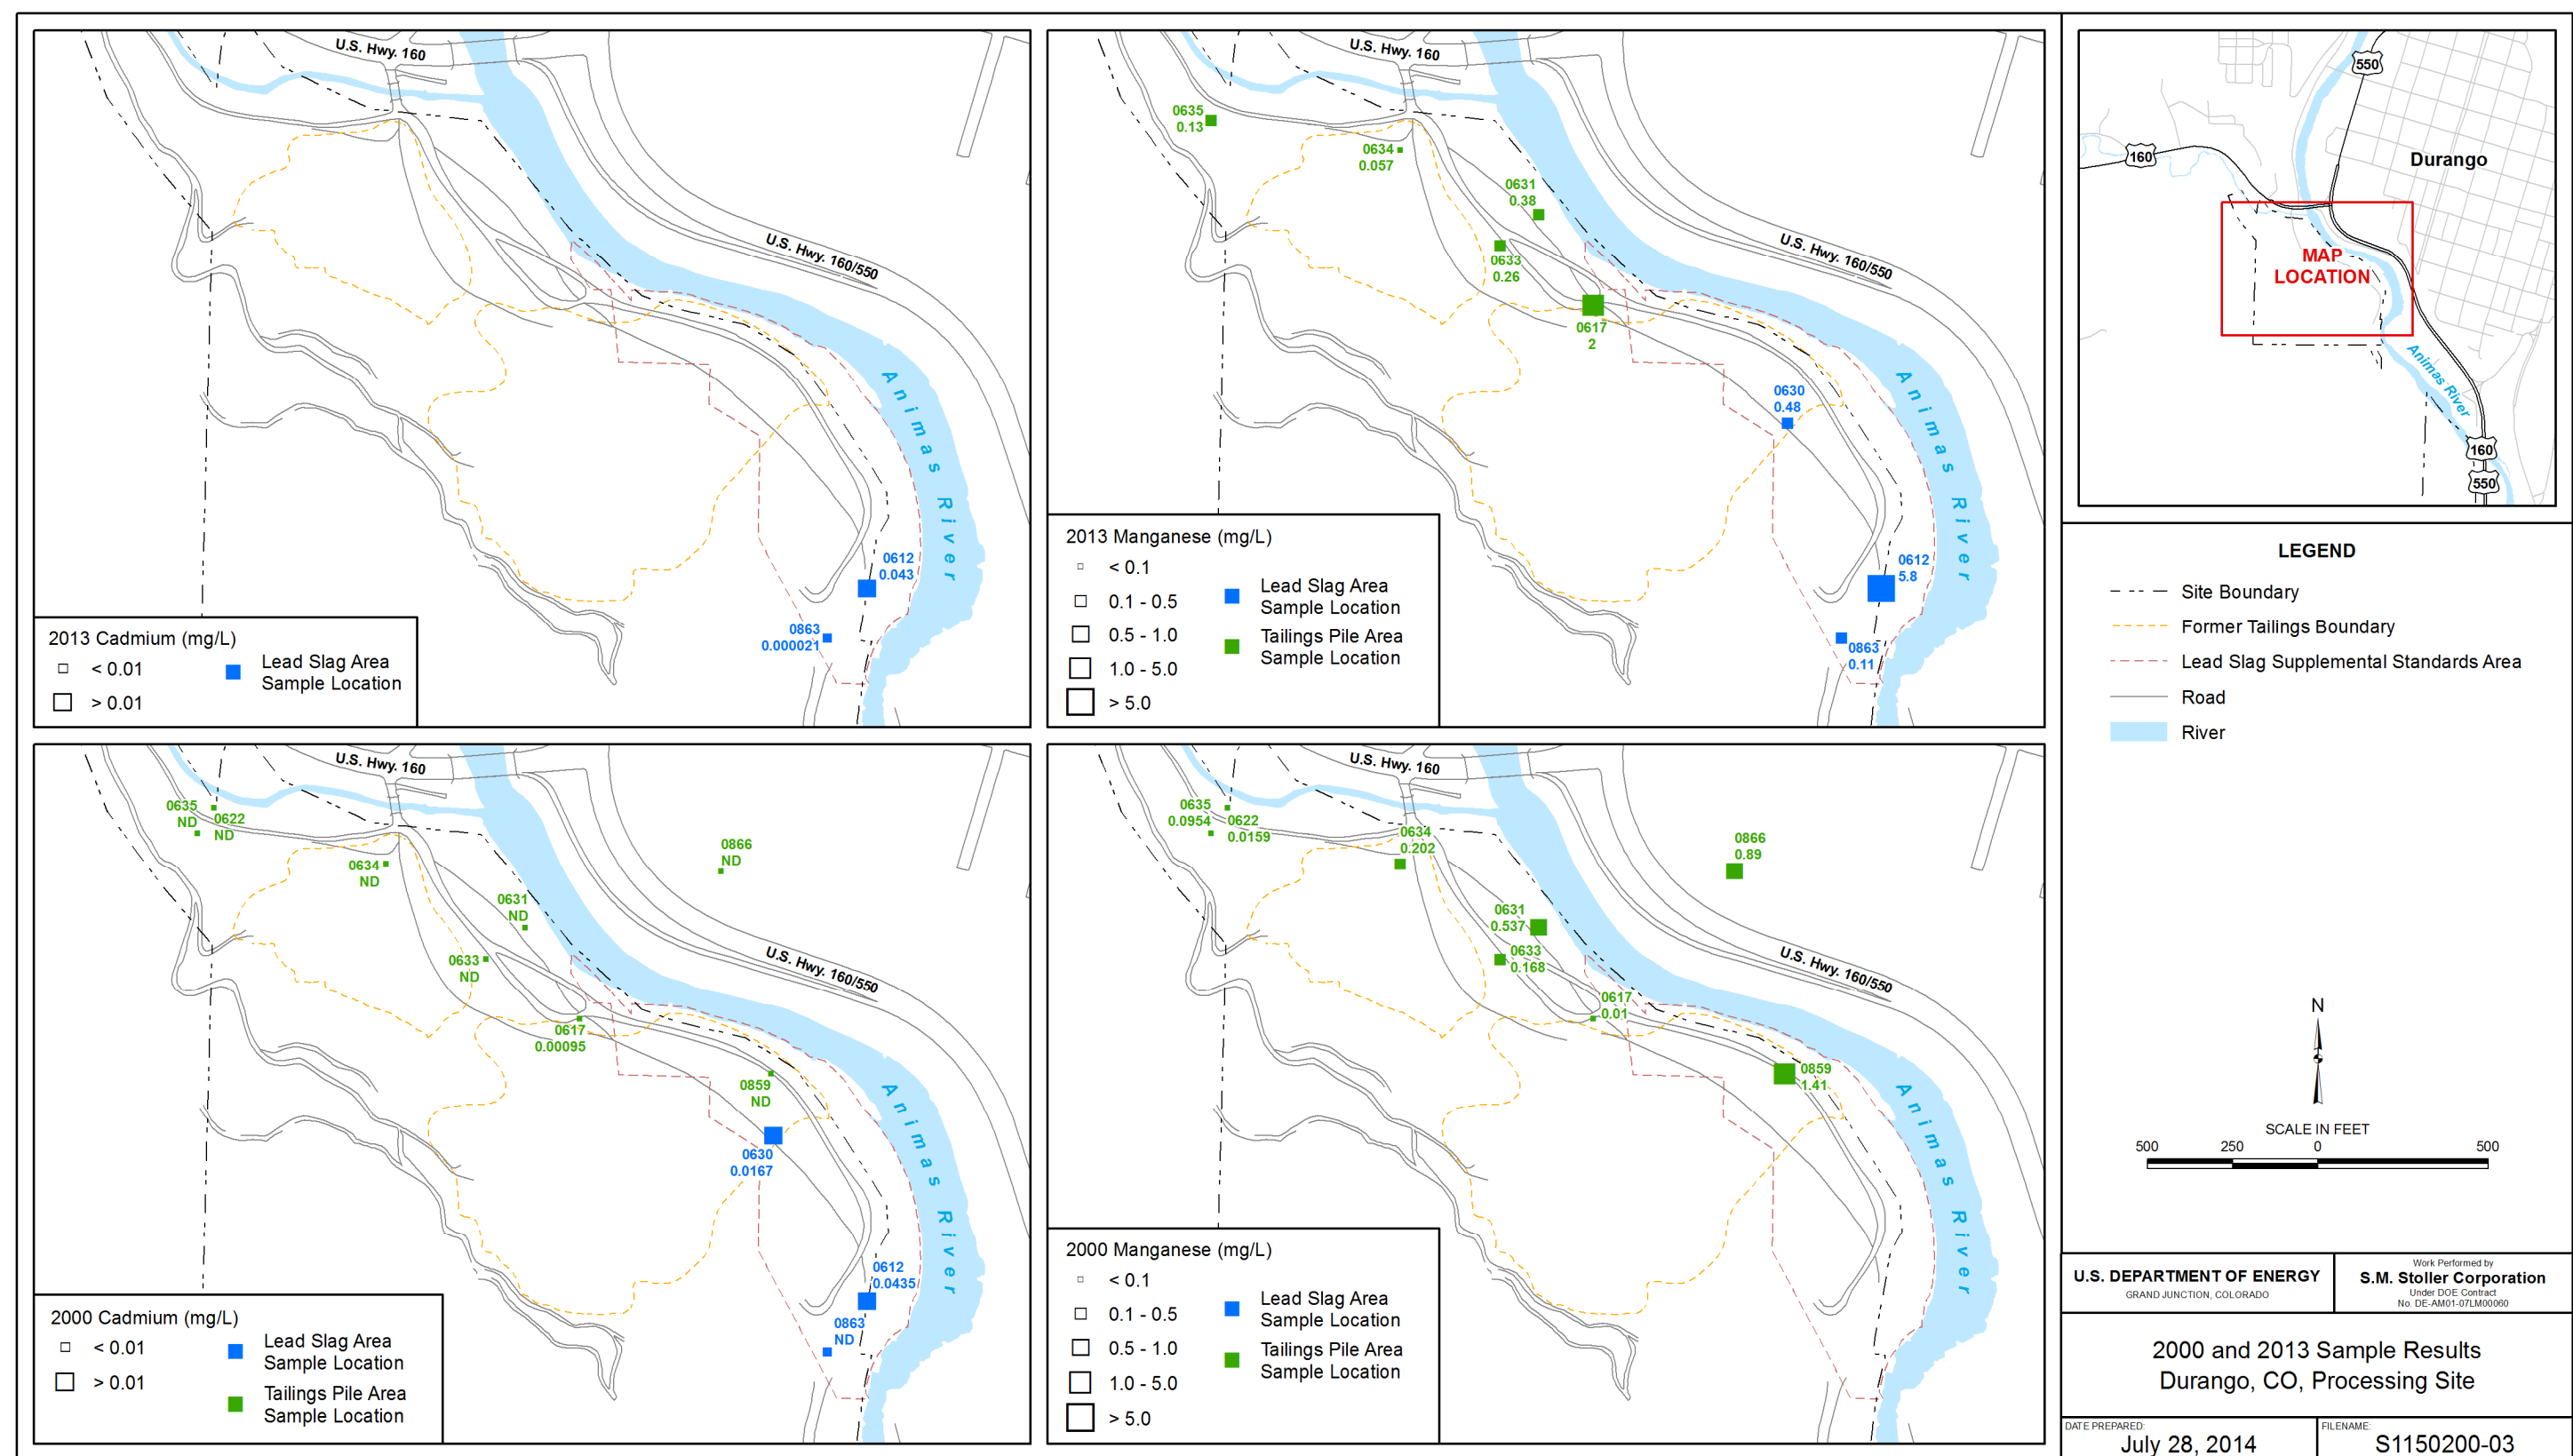 U.S. Hwy. 160
U.S. Hwy. 160/550
Animas River
0612
0.043
0863
0.000021
2013 Cadmium (mg/L)
< 0.01
> 0.01
Lead Slag Area
Sample Location
U.S. Hwy. 160
0635
0.13
0634
0.057
0631
0.38
0633
0.26
0617
2
U.S. Hwy. 160/550
0630
0.48
Animas River
0612
5.8
0863
0.11
2013 Manganese (mg/L)
< 0.1
0.1 - 0.5
0.5 - 1.0
1.0 - 5.0
> 5.0
Lead Slag Area
Sample Location
Tailings Pile Area
Sample Location
U.S. Hwy. 160
0635
ND
0622
ND
0634
ND
0866
ND
0631
ND
0633
ND
U.S. Hwy. 160/550
0617
0.00095
0859
ND
0630
0.0167
Animas River
0612
0.0435
0863
ND
2000 Cadmium (mg/L)
< 0.01
> 0.01
Lead Slag Area
Sample Location
Tailings Pile Area
Sample Location
U.S. Hwy. 160
0635
0.0954
0622
0.0159
0634
0.202
0866
0.89
0631
0.537
0633
0.168
U.S. Hwy. 160/550
0617
0.01
0859
1.41
Animas River
2000 Manganese (mg/L)
< 0.1
0.1 - 0.5
0.5 - 1.0
1.0 - 5.0
> 5.0
Lead Slag Area
Sample Location
Tailings Pile Area
Sample Location
550
160
Durango
MAP
LOCATION
Animas River
160
550
LEGEND
Site Boundary
Former Tailings Boundary
Lead Slag Supplemental Standards Area
Road
River
N
SCALE IN FEET
500 250 0 500
U.S. DEPARTMENT OF ENERGY
GRAND JUNCTION, COLORADO
Work Performed by
S.M. Stoller Corporation
Under DOE Contract
No. DE-AM01-07LM00060
2000 and 2013 Sample Results
Durango, CO, Processing Site
DATE PREPARED:
July 28, 2014
FILENAME:
S1150200-03